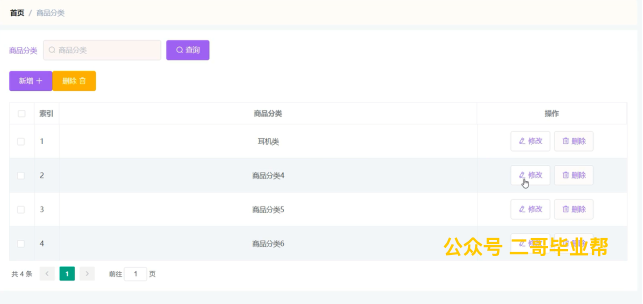 首页 / 商品分类
商品分类 商品分类 查询
新增 + 删除
索引 商品分类 操作
1 耳机类 修改 删除
2 商品分类4 修改 删除
3 商品分类5 修改 删除
4 商品分类6 修改 删除
公众号 二哥毕业帮
共 4 条 < 1 > 前往 1 页